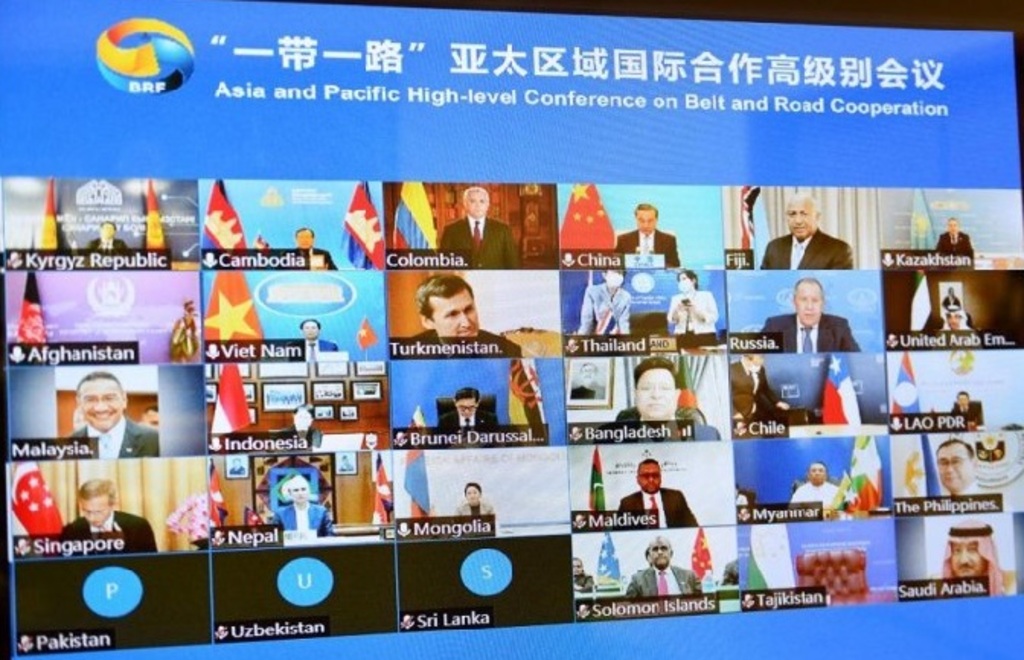 BRF
“一带一路” 亚太区域国际合作高级别会议
Asia and Pacific High-level Conference on Belt and Road Cooperation
Kyrgyz Republic
Cambodia
Colombia.
China
Fiji.
Kazakhstan
Afghanistan
Viet Nam
Turkmenistan.
Thailand
Russia.
United Arab Em...
Malaysia.
Indonesia
Brunei Darussal...
Bangladesh
Chile
LAO PDR
Singapore
Nepal
Mongolia
Maldives
Myanmar
The Philippines.
P
Pakistan
U
Uzbekistan
S
Sri Lanka
Solomon Islands
Tajikistan
Saudi Arabia.